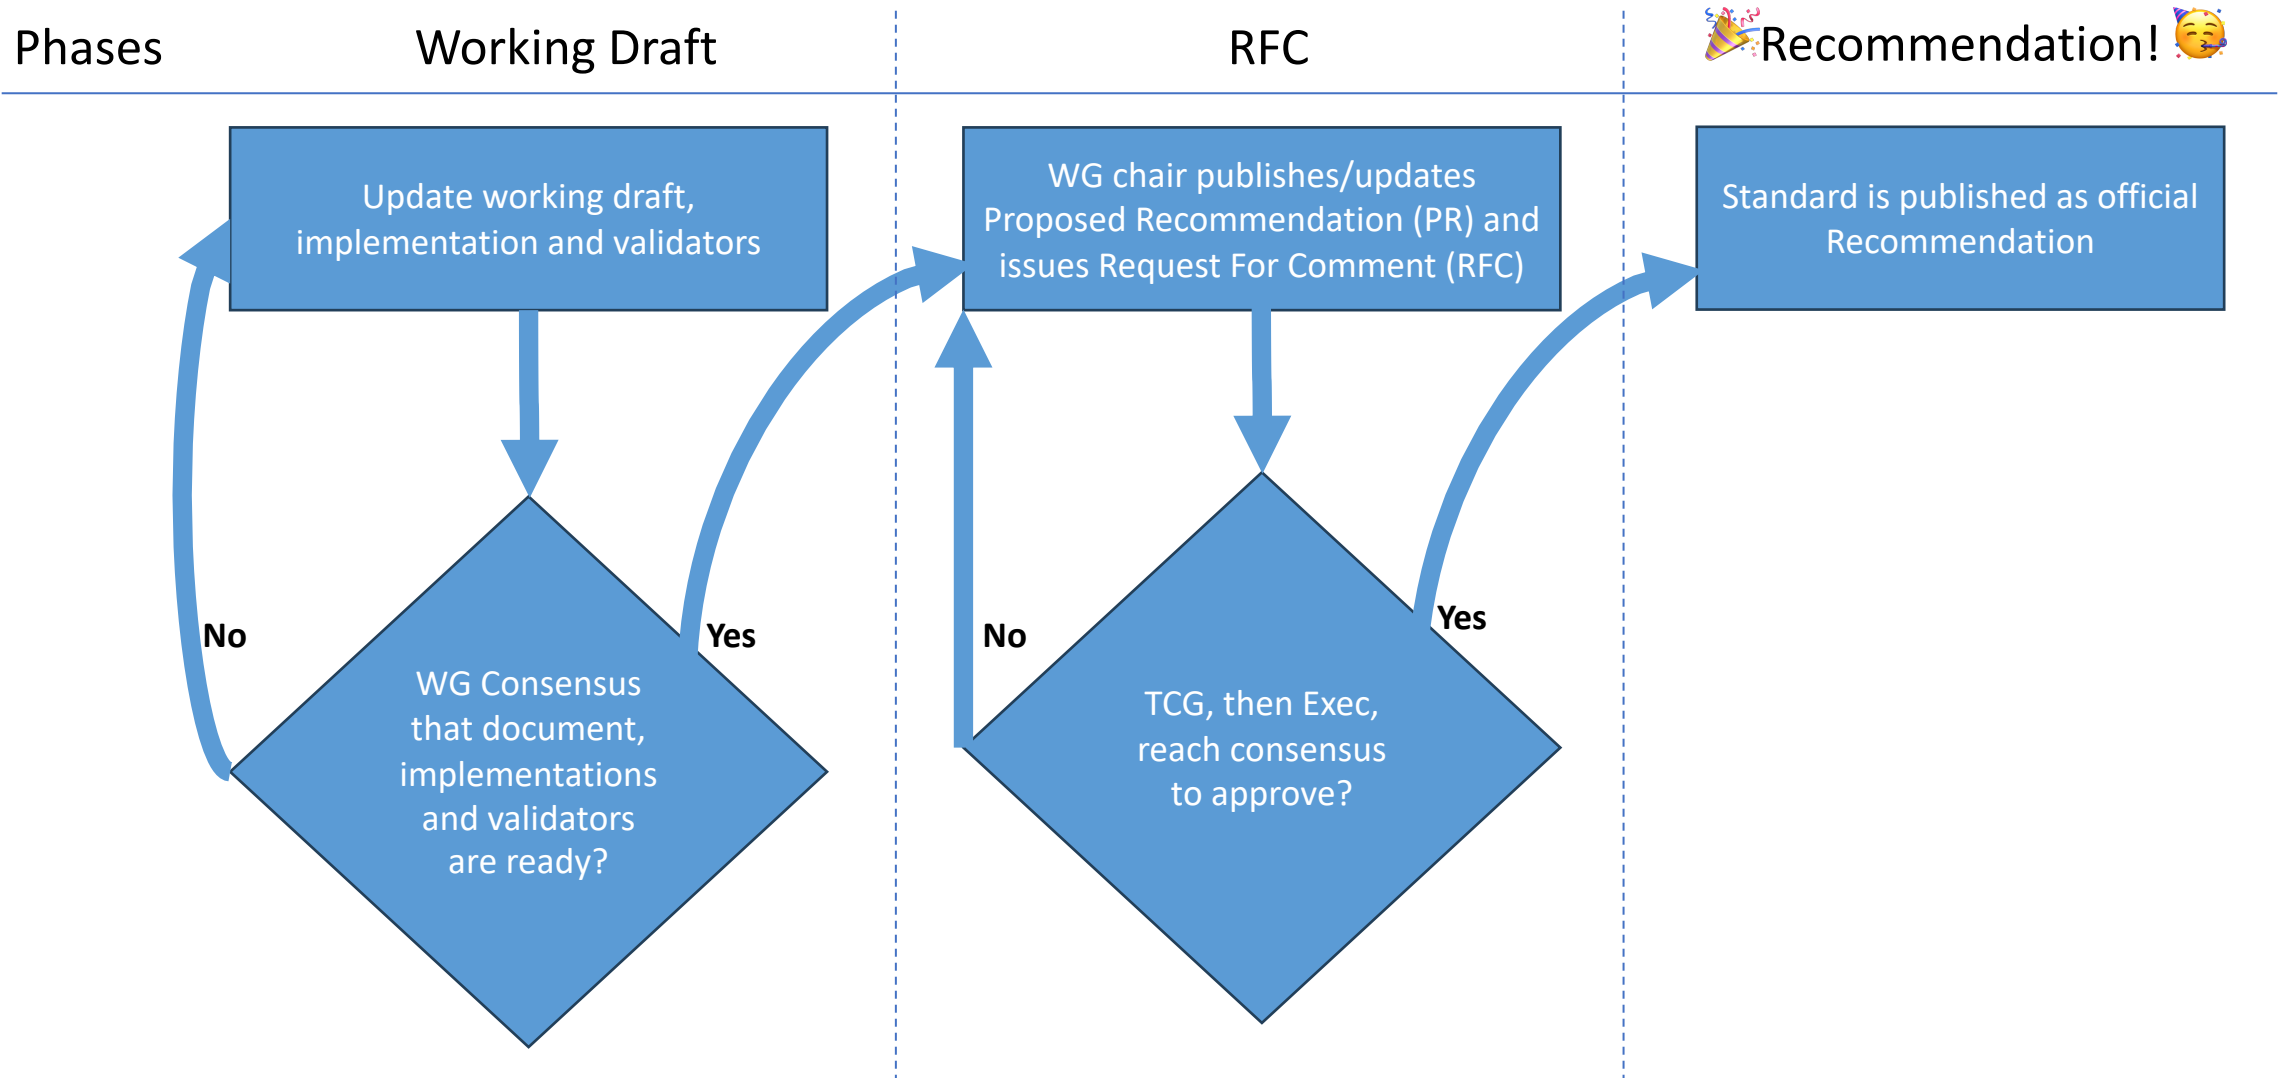 Phases
Working Draft
RFC
🎉Recommendation!🥳
Update working draft,
implementation and validators
WG chair publishes/updates
Proposed Recommendation (PR) and
issues Request For Comment (RFC)
Standard is published as official
Recommendation
No
Yes
No
Yes
WG Consensus
that document,
implementations
and validators
are ready?
TCG, then Exec,
reach consensus
to approve?